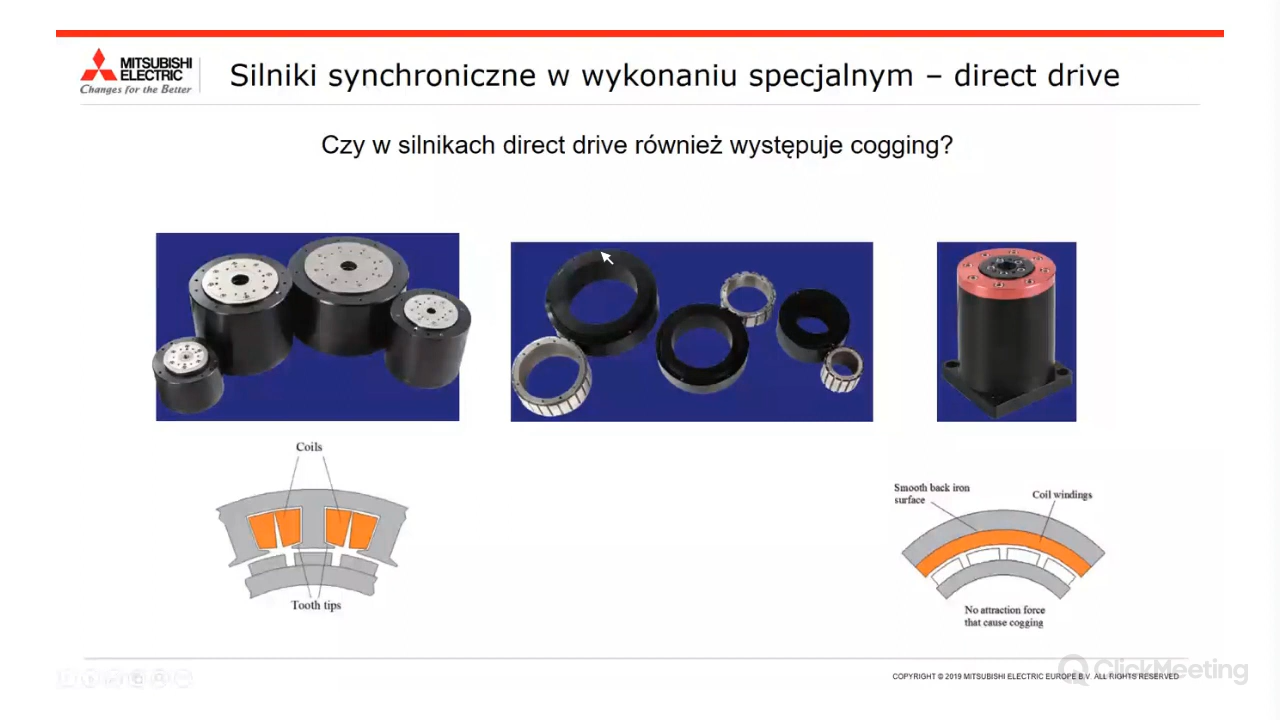 MITSUBISHI
ELECTRIC
Changes for the Better
Silniki synchroniczne w wykonaniu specjalnym – direct drive
Czy w silnikach direct drive również występuje cogging?
Coils
Tooth tips
Smooth back iron
surface
Coil windings
No attraction force
that cause cogging
ClickMeeting
COPYRIGHT © 2019 MITSUBISHI ELECTRIC EUROPE B.V. ALL RIGHTS RESERVED